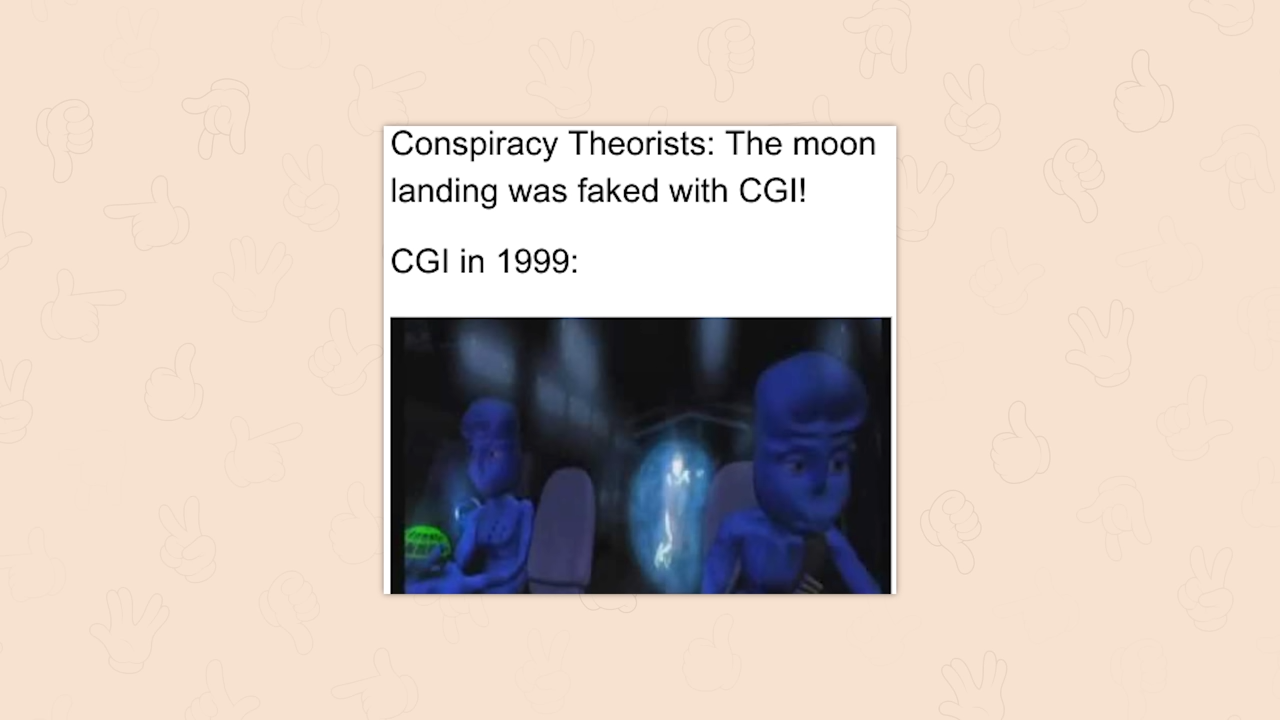 Conspiracy Theorists: The moon
landing was faked with CGI!
CGI in 1999: